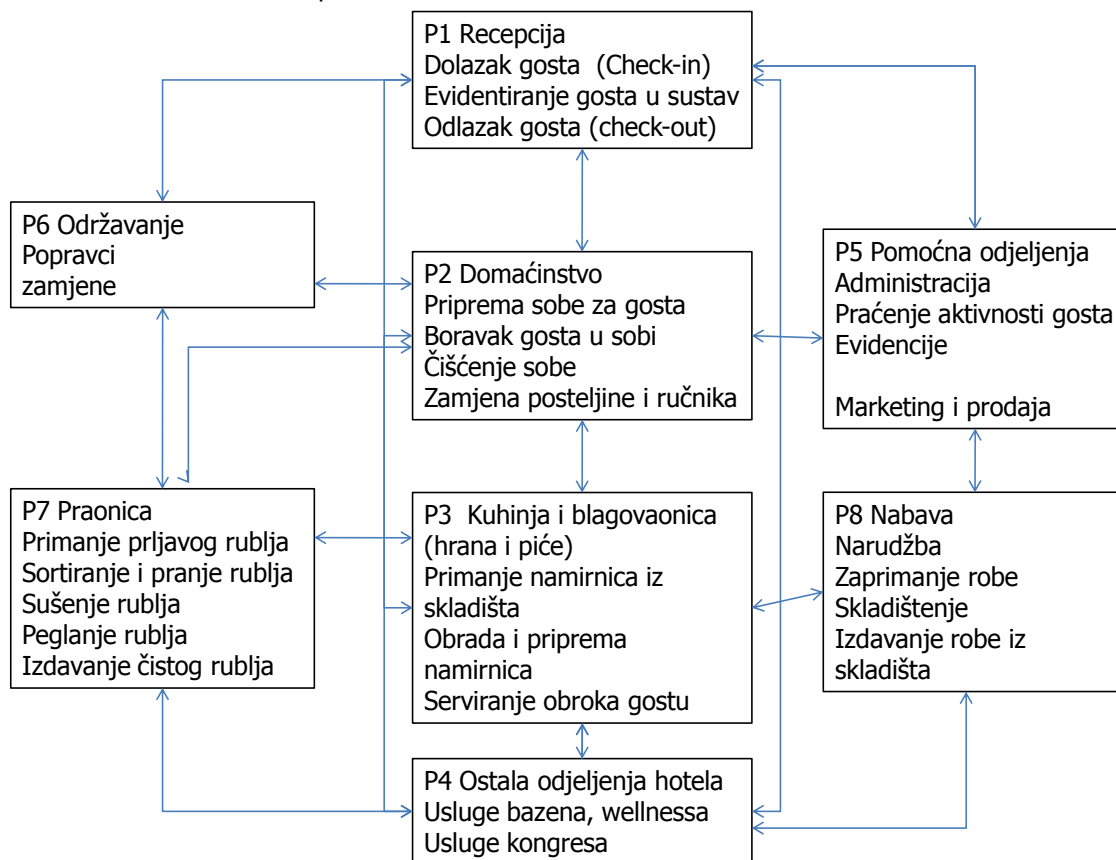 P1 Recepcija
Dolazak gosta  (Check-in)
Evidentiranje gosta u sustav
Odlazak gosta (check-out)
P6 Održavanje
Popravci
zamjene
P2 Domaćinstvo
Priprema sobe za gosta
Boravak gosta u sobi
Čišćenje sobe
Zamjena posteljine i ručnika
P5 Pomoćna odjeljenja
Administracija
Praćenje aktivnosti gosta
Evidencije
Marketing i prodaja
P7 Praonica
Primanje prljavog rublja
Sortiranje i pranje rublja
Sušenje rublja
Peglanje rublja
Izdavanje čistog rublja
P3  Kuhinja i blagovaonica
(hrana i piće)
Primanje namirnica iz
skladišta
Obrada i priprema
namirnica
Serviranje obroka gostu
P8 Nabava
Narudžba
Zaprimanje robe
Skladištenje
Izdavanje robe iz
skladišta
P4 Ostala odjeljenja hotela
Usluge bazena, wellnessa
Usluge kongresa